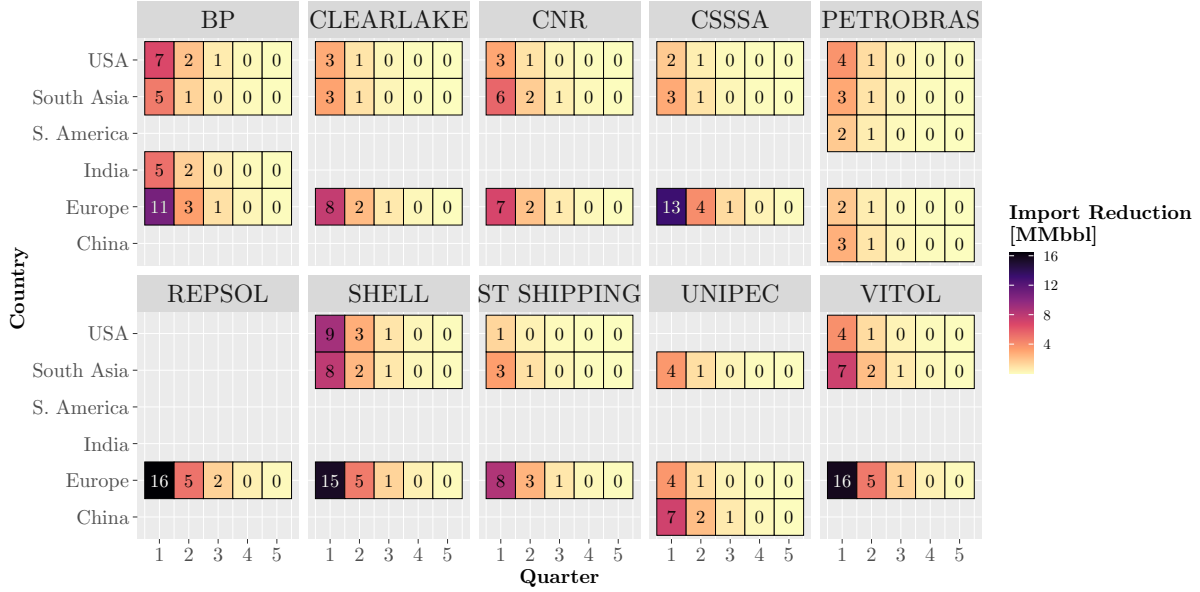 BP CLEARLAKE CNR CSSSA PETROBRAS
USA 7 2 1 0 0 3 1 0 0 0 3 1 0 0 0 2 1 0 0 0 4 1 0 0 0
South Asia 5 1 0 0 0 3 1 0 0 0 6 2 1 0 0 3 1 0 0 0 3 1 0 0 0
S. America 2 1 0 0 0
India 5 2 0 0 0
Europe 11 3 1 0 0 8 2 1 0 0 7 2 1 0 0 13 4 1 0 0 2 1 0 0 0
China 3 1 0 0 0
REPSOL SHELL ST SHIPPING UNIPEC VITOL
USA 9 3 1 0 0 1 0 0 0 0 4 1 0 0 0
South Asia 8 2 1 0 0 3 1 0 0 0 4 1 0 0 0 7 2 1 0 0
S. America
India
Europe 16 5 2 0 0 15 5 1 0 0 8 3 1 0 0 4 1 0 0 0 16 5 1 0 0
China 7 2 1 0 0
1 2 3 4 5 1 2 3 4 5 1 2 3 4 5 1 2 3 4 5 1 2 3 4 5
Quarter
Country
Import Reduction
[MMbbl]
16
12
8
4